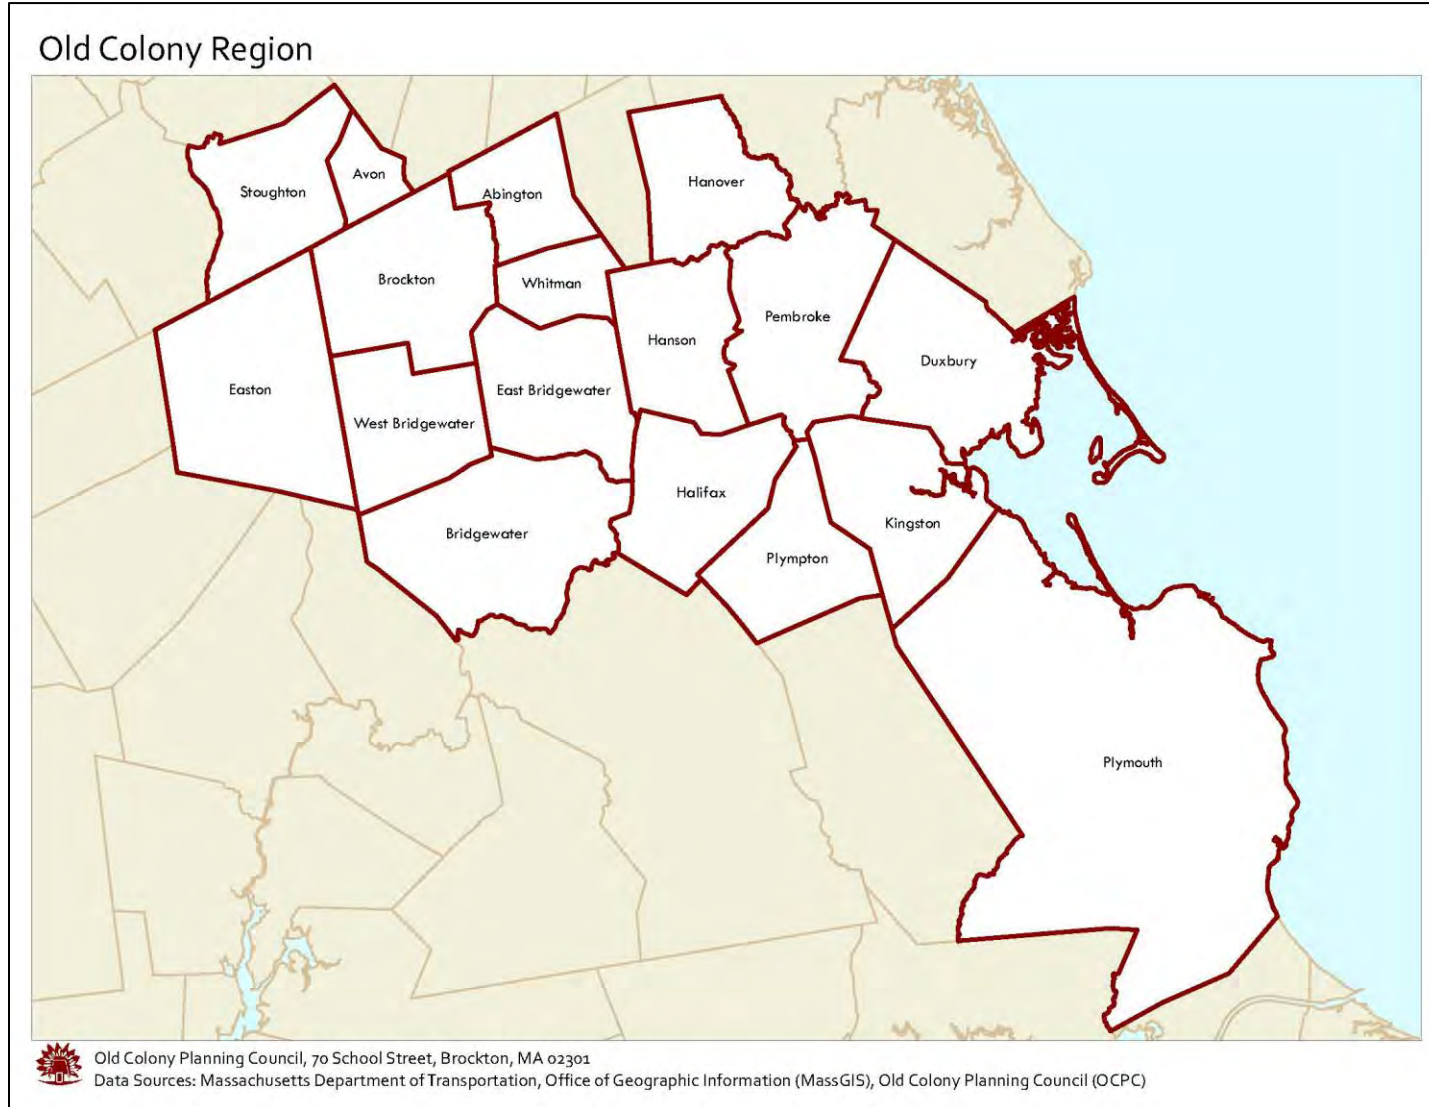 Old Colony Region
Stoughton
Avon
Abington
Hanover
Brockton
Whitman
Pembroke
Hanson
Duxbury
Easton
East Bridgewater
West Bridgewater
Halifax
Kingston
Bridgewater
Plympton
Plymouth
Old Colony Planning Council, 70 School Street, Brockton, MA 02301
Data Sources: Massachusetts Department of Transportation, Office of Geographic Information (MassGIS), Old Colony Planning Council (OCPC)